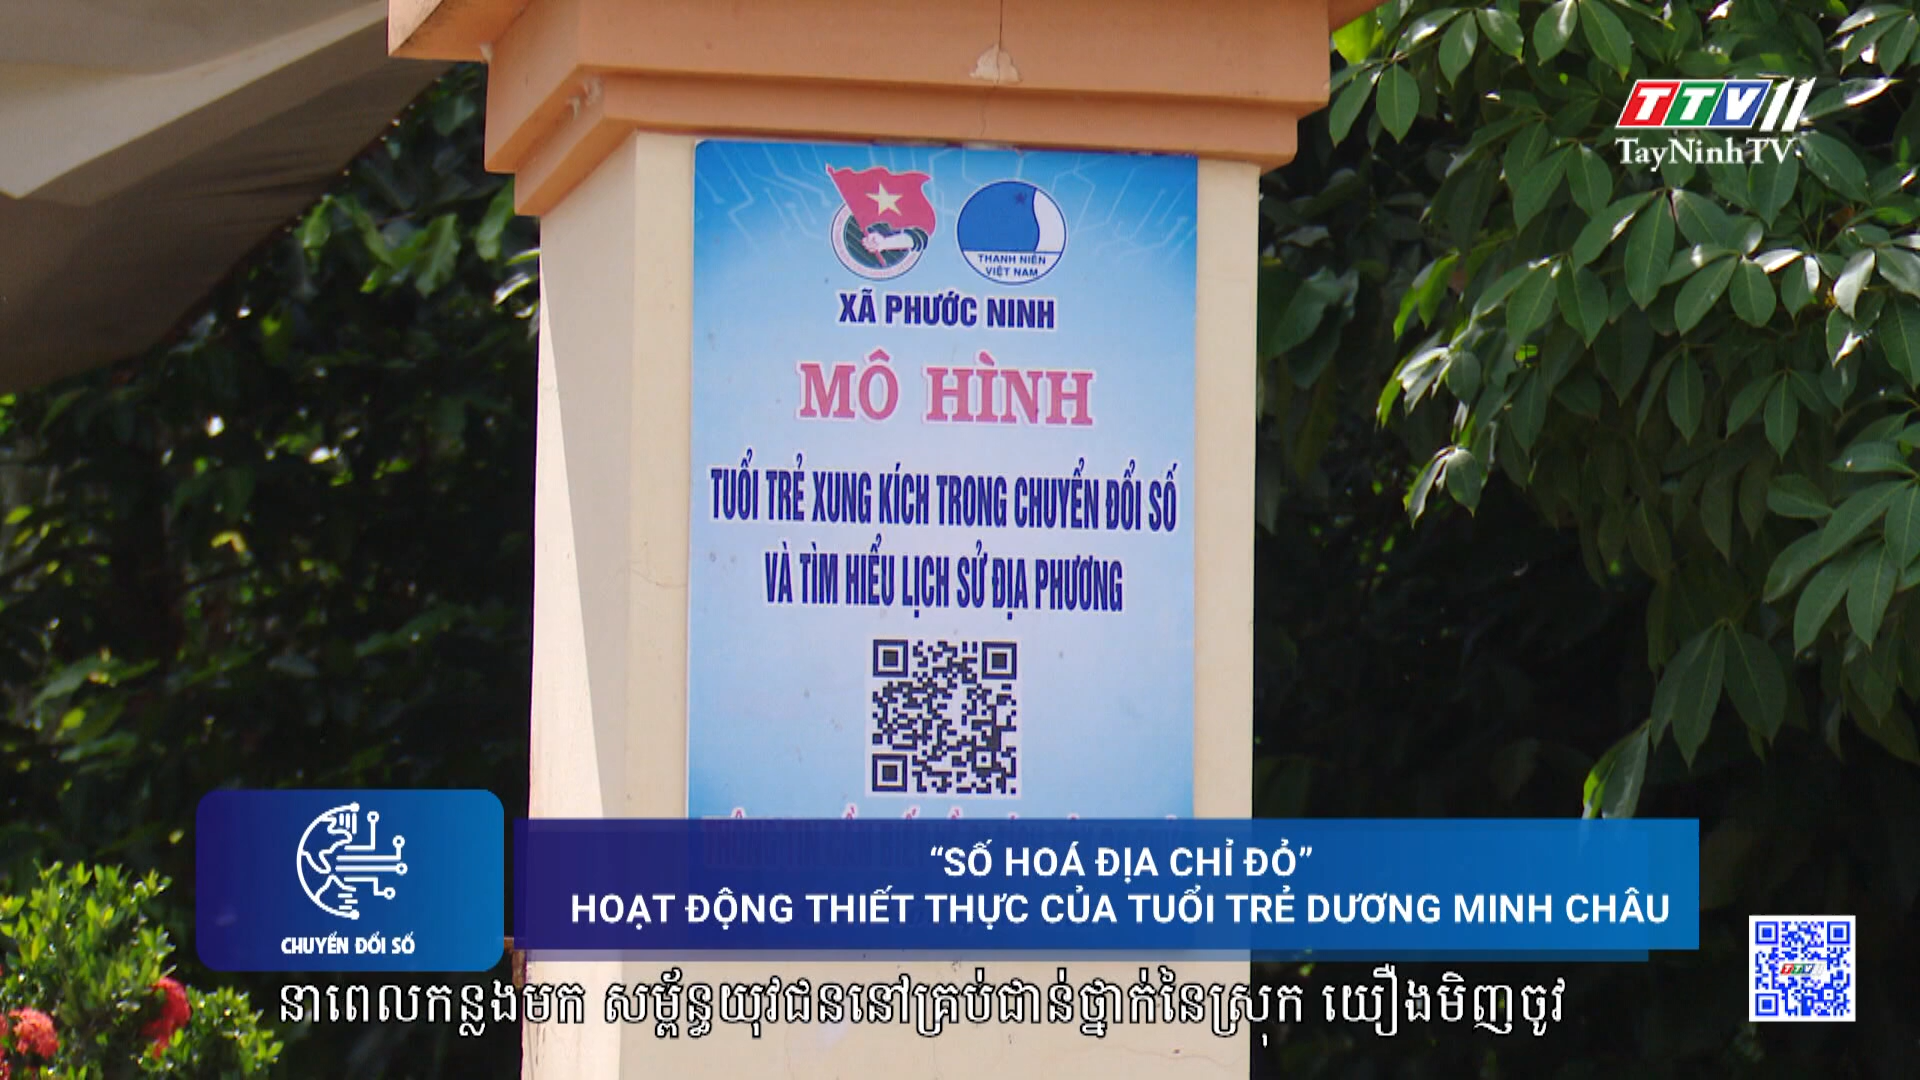 TTV11
TayNinhTV
THANH NIÊN
VIỆT NAM
XÃ PHƯỚC NINH
MÔ HÌNH
TUỔI TRẺ XUNG KÍCH TRONG CHUYỂN ĐỔI SỐ
VÀ TÌM HIỂU LỊCH SỬ ĐỊA PHƯƠNG
“SỐ HOÁ ĐỊA CHỈ ĐỎ”
HOẠT ĐỘNG THIẾT THỰC CỦA TUỔI TRẺ DƯƠNG MINH CHÂU
CHUYỂN ĐỔI SỐ
នាពេលកន្លងមក សម្ព័ន្ធយុវជននៅគ្រប់ជាន់ថ្នាក់នៃស្រុក យឿងមិញចូវ
TTV11